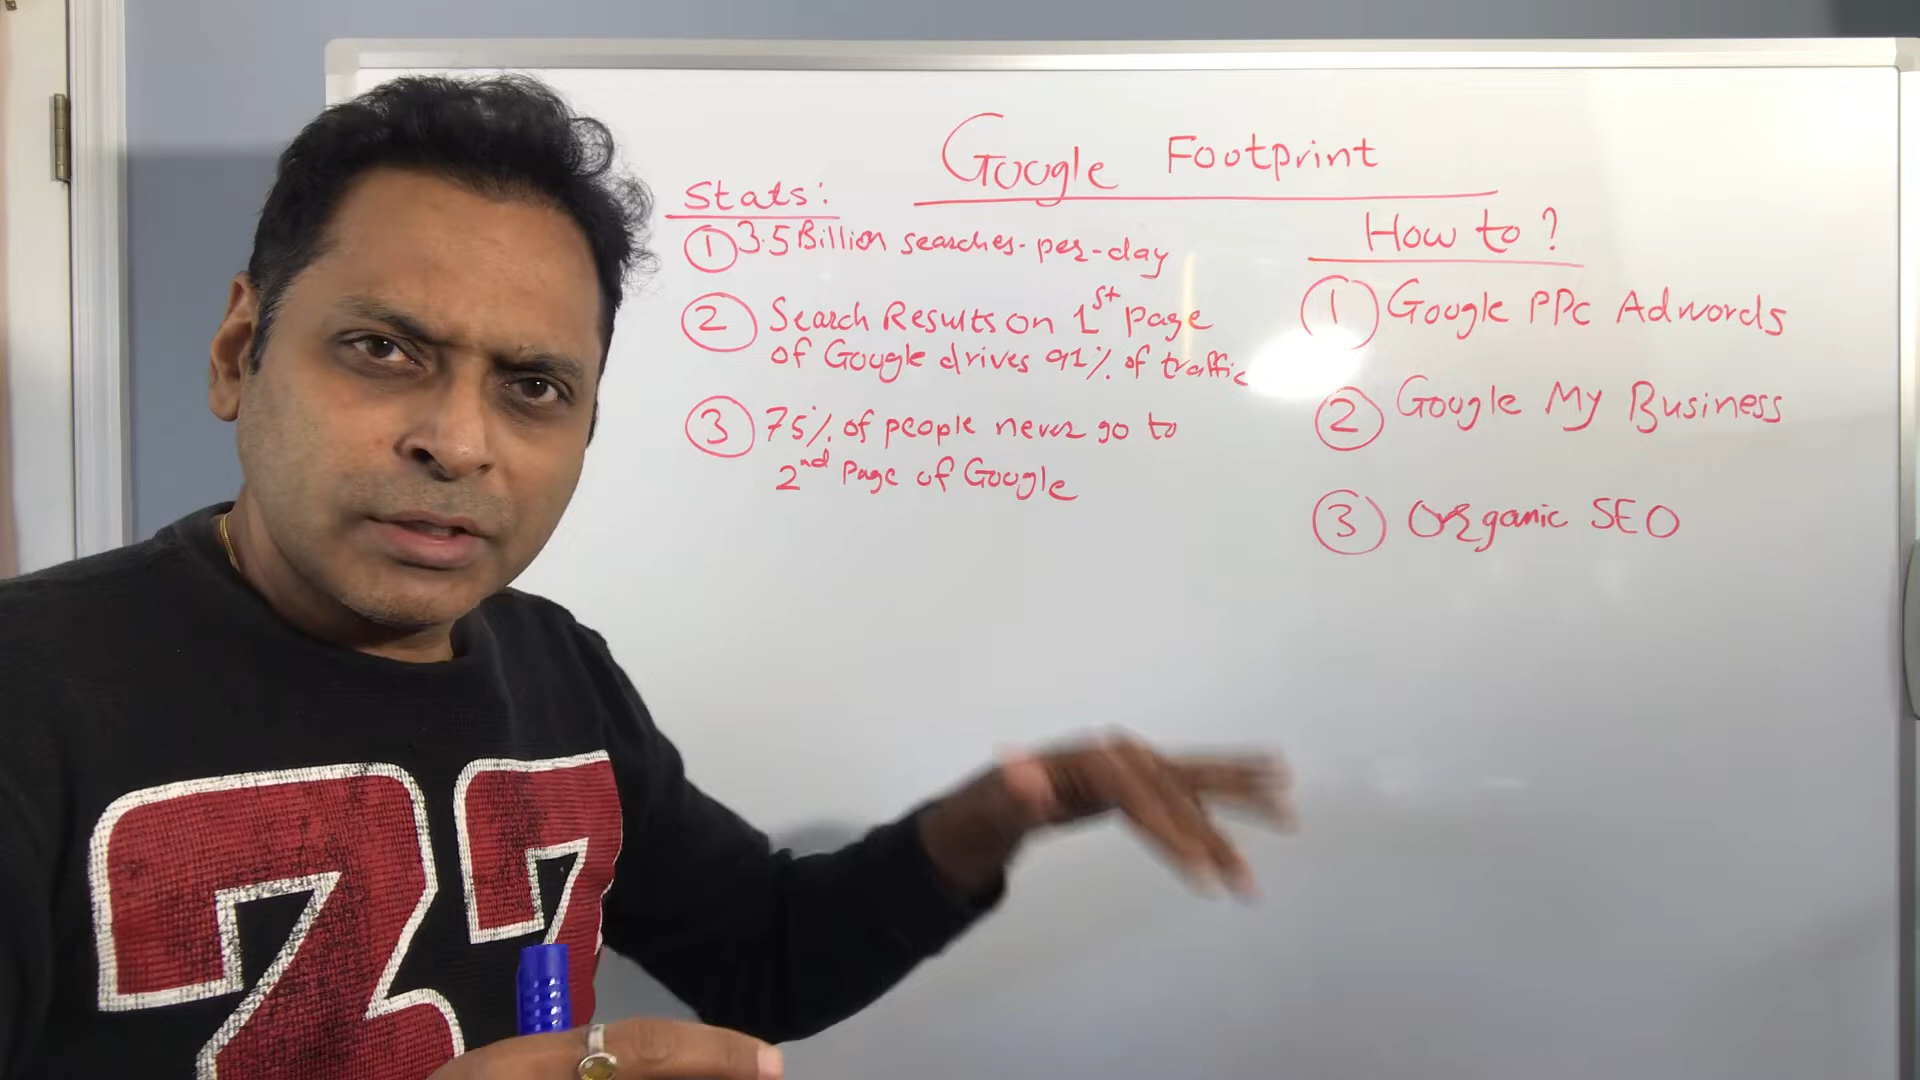 Google Footprint
Stats:
1 3.5 Billion searches-per-day
2 Search Results on 1st page
of Google drives 91% of traffic
3 75% of people never go to
2nd Page of Google
How to?
1 Google PPC Adwords
2 Google My Business
3 Organic SEO